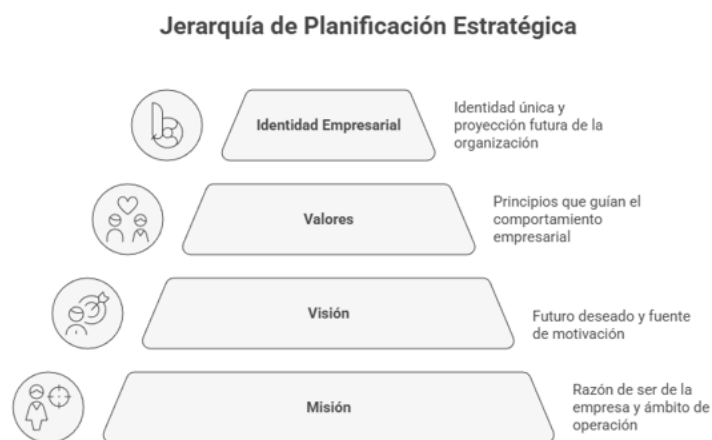 Jerarquía de Planificación Estratégica
Identidad Empresarial
Identidad única y
proyección futura de la
organización
Valores
Principios que guían el
comportamiento
empresarial
Visión
Futuro deseado y fuente
de motivación
Misión
Razón de ser de la
empresa y ámbito de
operación